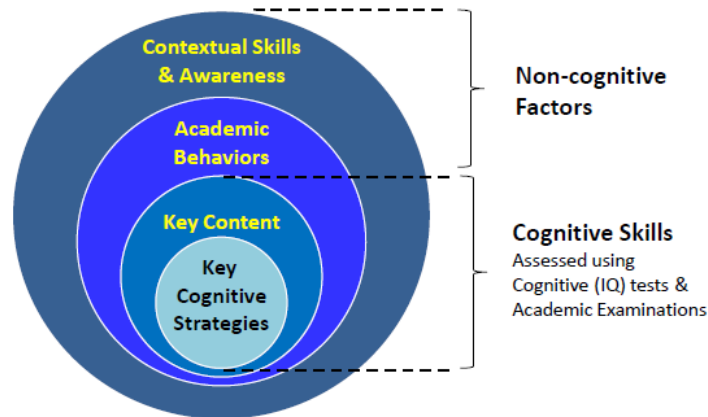 Contextual Skills
& Awareness
Academic
Behaviors
Key Content
Key
Cognitive
Strategies
Non-cognitive
Factors
Cognitive Skills
Assessed using
Cognitive (IQ) tests &
Academic Examinations